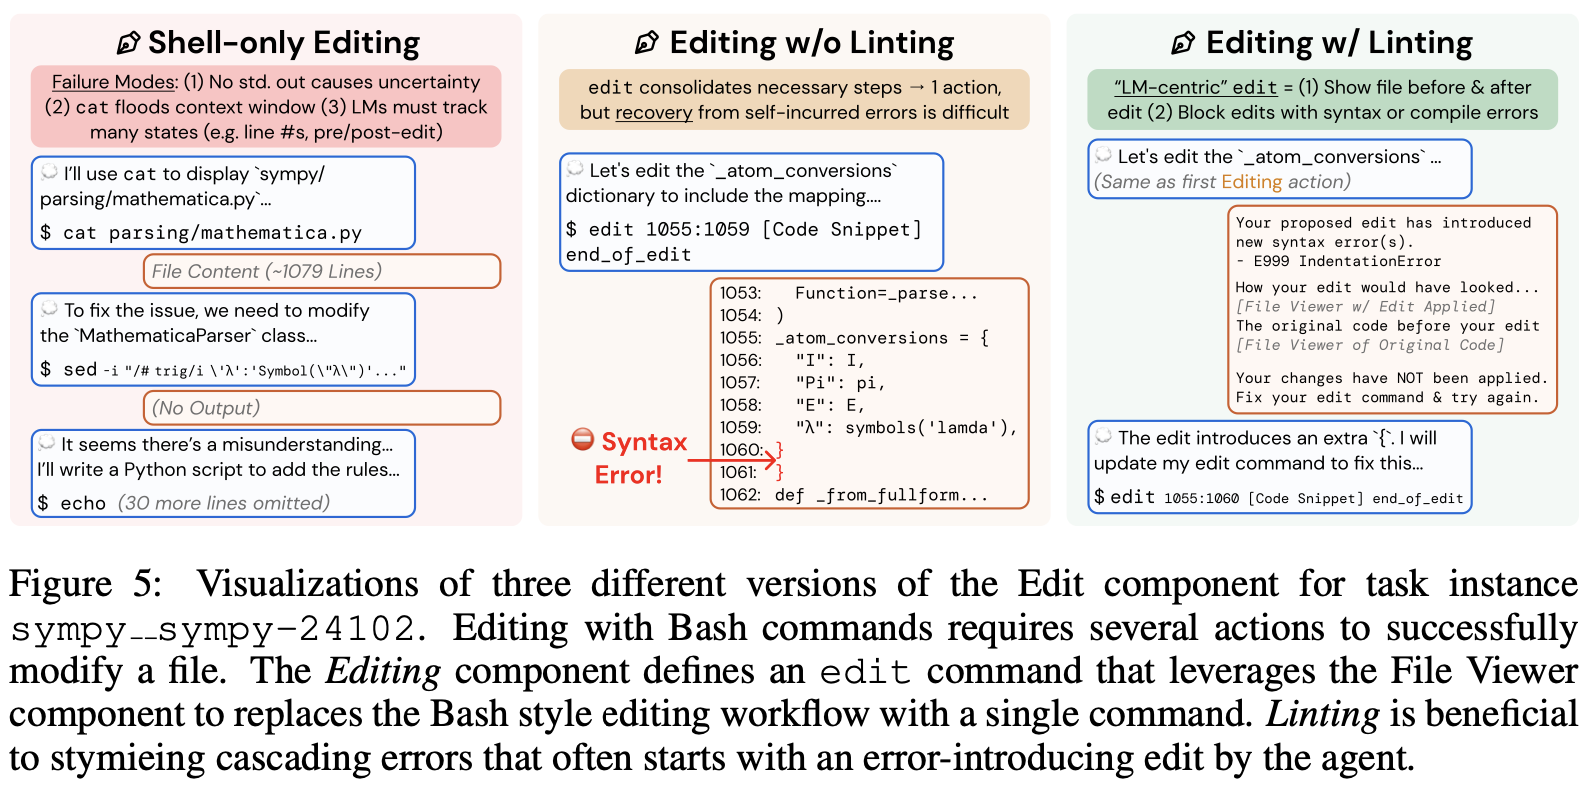 Shell-only Editing
Failure Modes: (1) No std. out causes uncertainty
(2) cat floods context window (3) LMs must track
many states (e.g. line #s, pre/post-edit)
I'll use cat to display `sympy/
parsing/mathematica.py`...
$ cat parsing/mathematica.py
File Content (~1079 Lines)
To fix the issue, we need to modify
the `MathematicaParser` class...
$ sed -i "/# trig/i \'λ':'Symbol(\"λ\")'..."
(No Output)
It seems there's a misunderstanding...
I'll write a Python script to add the rules...
$ echo (30 more lines omitted)
Editing w/o Linting
edit consolidates necessary steps → 1 action,
but recovery from self-incurred errors is difficult
Let's edit the `_atom_conversions`
dictionary to include the mapping....
$ edit 1055:1059 [Code Snippet]
end_of_edit
1053: Function=_parse...
1054: )
1055: _atom_conversions = {
1056: "I": I,
1057: "Pi": pi,
1058: "E": E,
1059: "λ": symbols('lamda'),
1060: }
1061: }
1062: def _from_fullform...
Syntax
Error!
Editing w/ Linting
"LM-centric" edit = (1) Show file before & after
edit (2) Block edits with syntax or compile errors
Let's edit the `_atom_conversions` ...
(Same as first Editing action)
Your proposed edit has introduced
new syntax error(s).
- E999 IndentationError
How your edit would have looked...
[File Viewer w/ Edit Applied]
The original code before your edit
[File Viewer of Original Code]
Your changes have NOT been applied.
Fix your edit command & try again.
The edit introduces an extra `{`. I will
update my edit command to fix this...
$ edit 1055:1060 [Code Snippet] end_of_edit
Figure 5: Visualizations of three different versions of the Edit component for task instance
sympy__sympy-24102. Editing with Bash commands requires several actions to successfully
modify a file. The Editing component defines an edit command that leverages the File Viewer
component to replaces the Bash style editing workflow with a single command. Linting is beneficial
to stymieing cascading errors that often starts with an error-introducing edit by the agent.